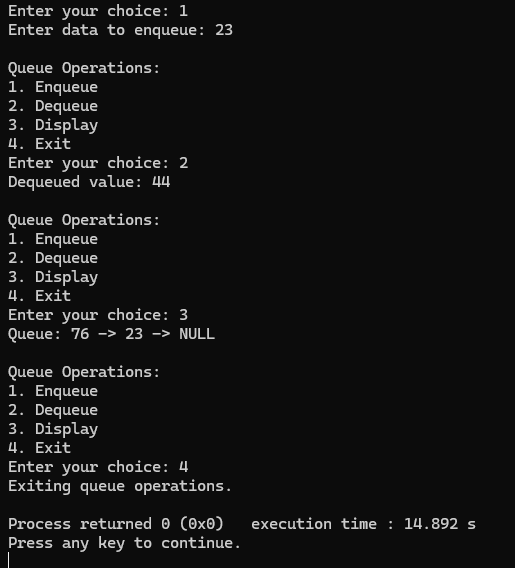 Enter your choice: 1
Enter data to enqueue: 23
Queue Operations:
1. Enqueue
2. Dequeue
3. Display
4. Exit
Enter your choice: 2
Dequeued value: 44
Queue Operations:
1. Enqueue
2. Dequeue
3. Display
4. Exit
Enter your choice: 3
Queue: 76 -> 23 -> NULL
Queue Operations:
1. Enqueue
2. Dequeue
3. Display
4. Exit
Enter your choice: 4
Exiting queue operations.
Process returned 0 (0x0)   execution time : 14.892 s
Press any key to continue.